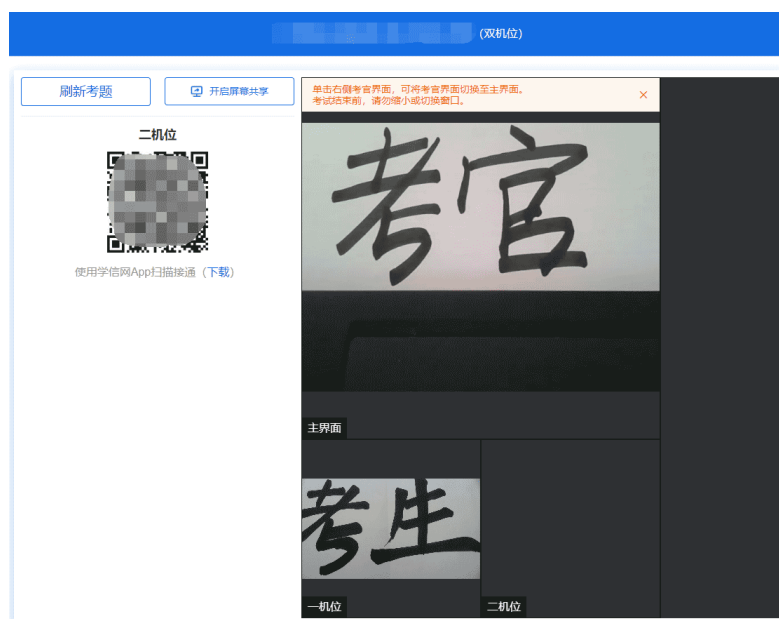 (双机位)
刷新考题
开启屏幕共享
单击右侧考官界面，可将考官界面切换至主界面。
考试结束前，请勿缩小或切换窗口。
二机位
使用学信网App扫描接通（下载）
考官
主界面
考生
一机位
二机位